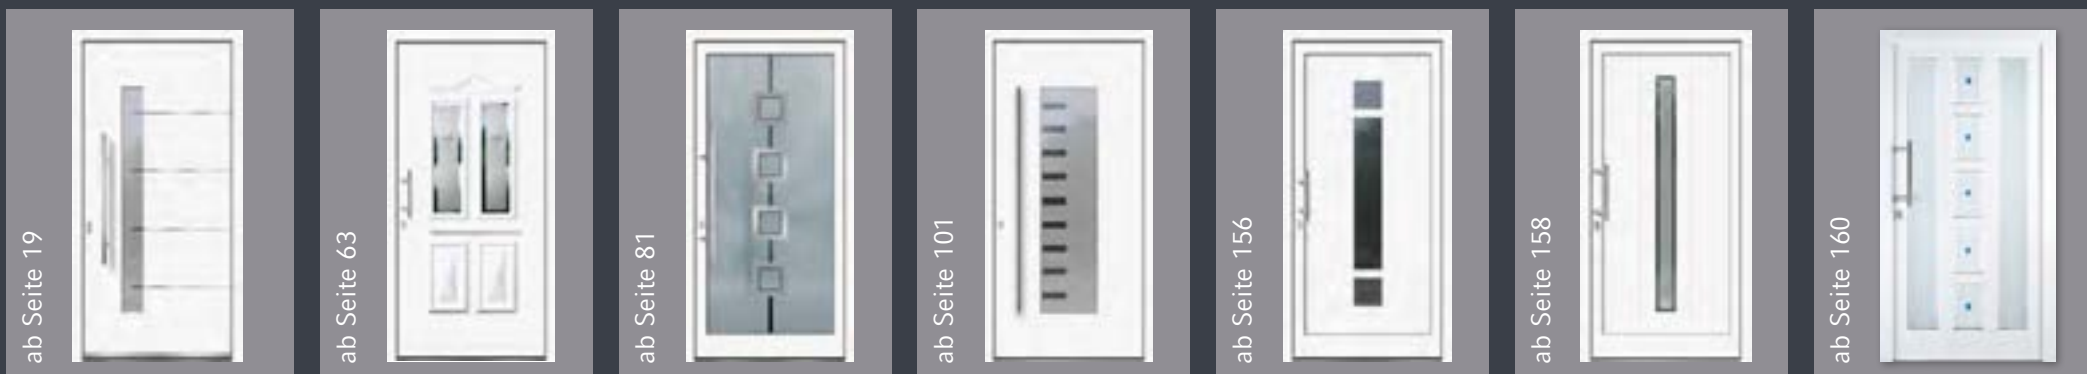 ab Seite 19
ab Seite 63
ab Seite 81
ab Seite 101
ab Seite 156
ab Seite 158
ab Seite 160